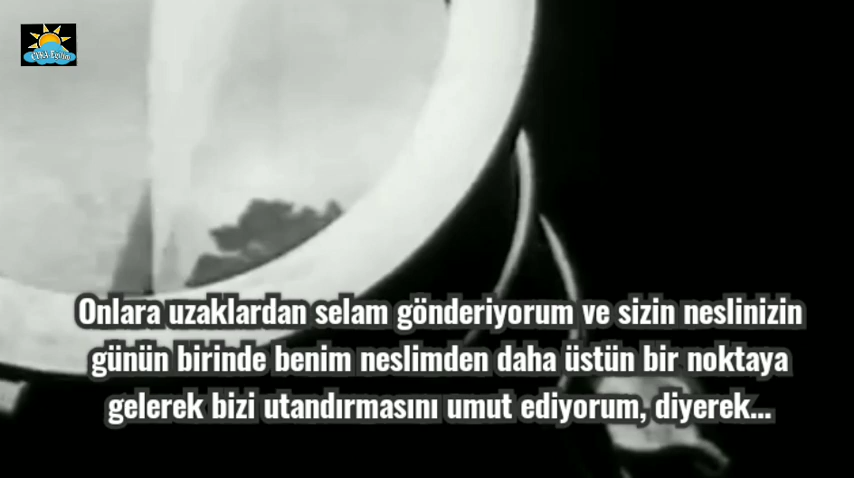 Onlara uzaklardan selam gönderiyorum ve sizin neslinizin
günün birinde benim neslimden daha üstün bir noktaya
gelerek bizi utandırmasını umut ediyorum, diyerek...